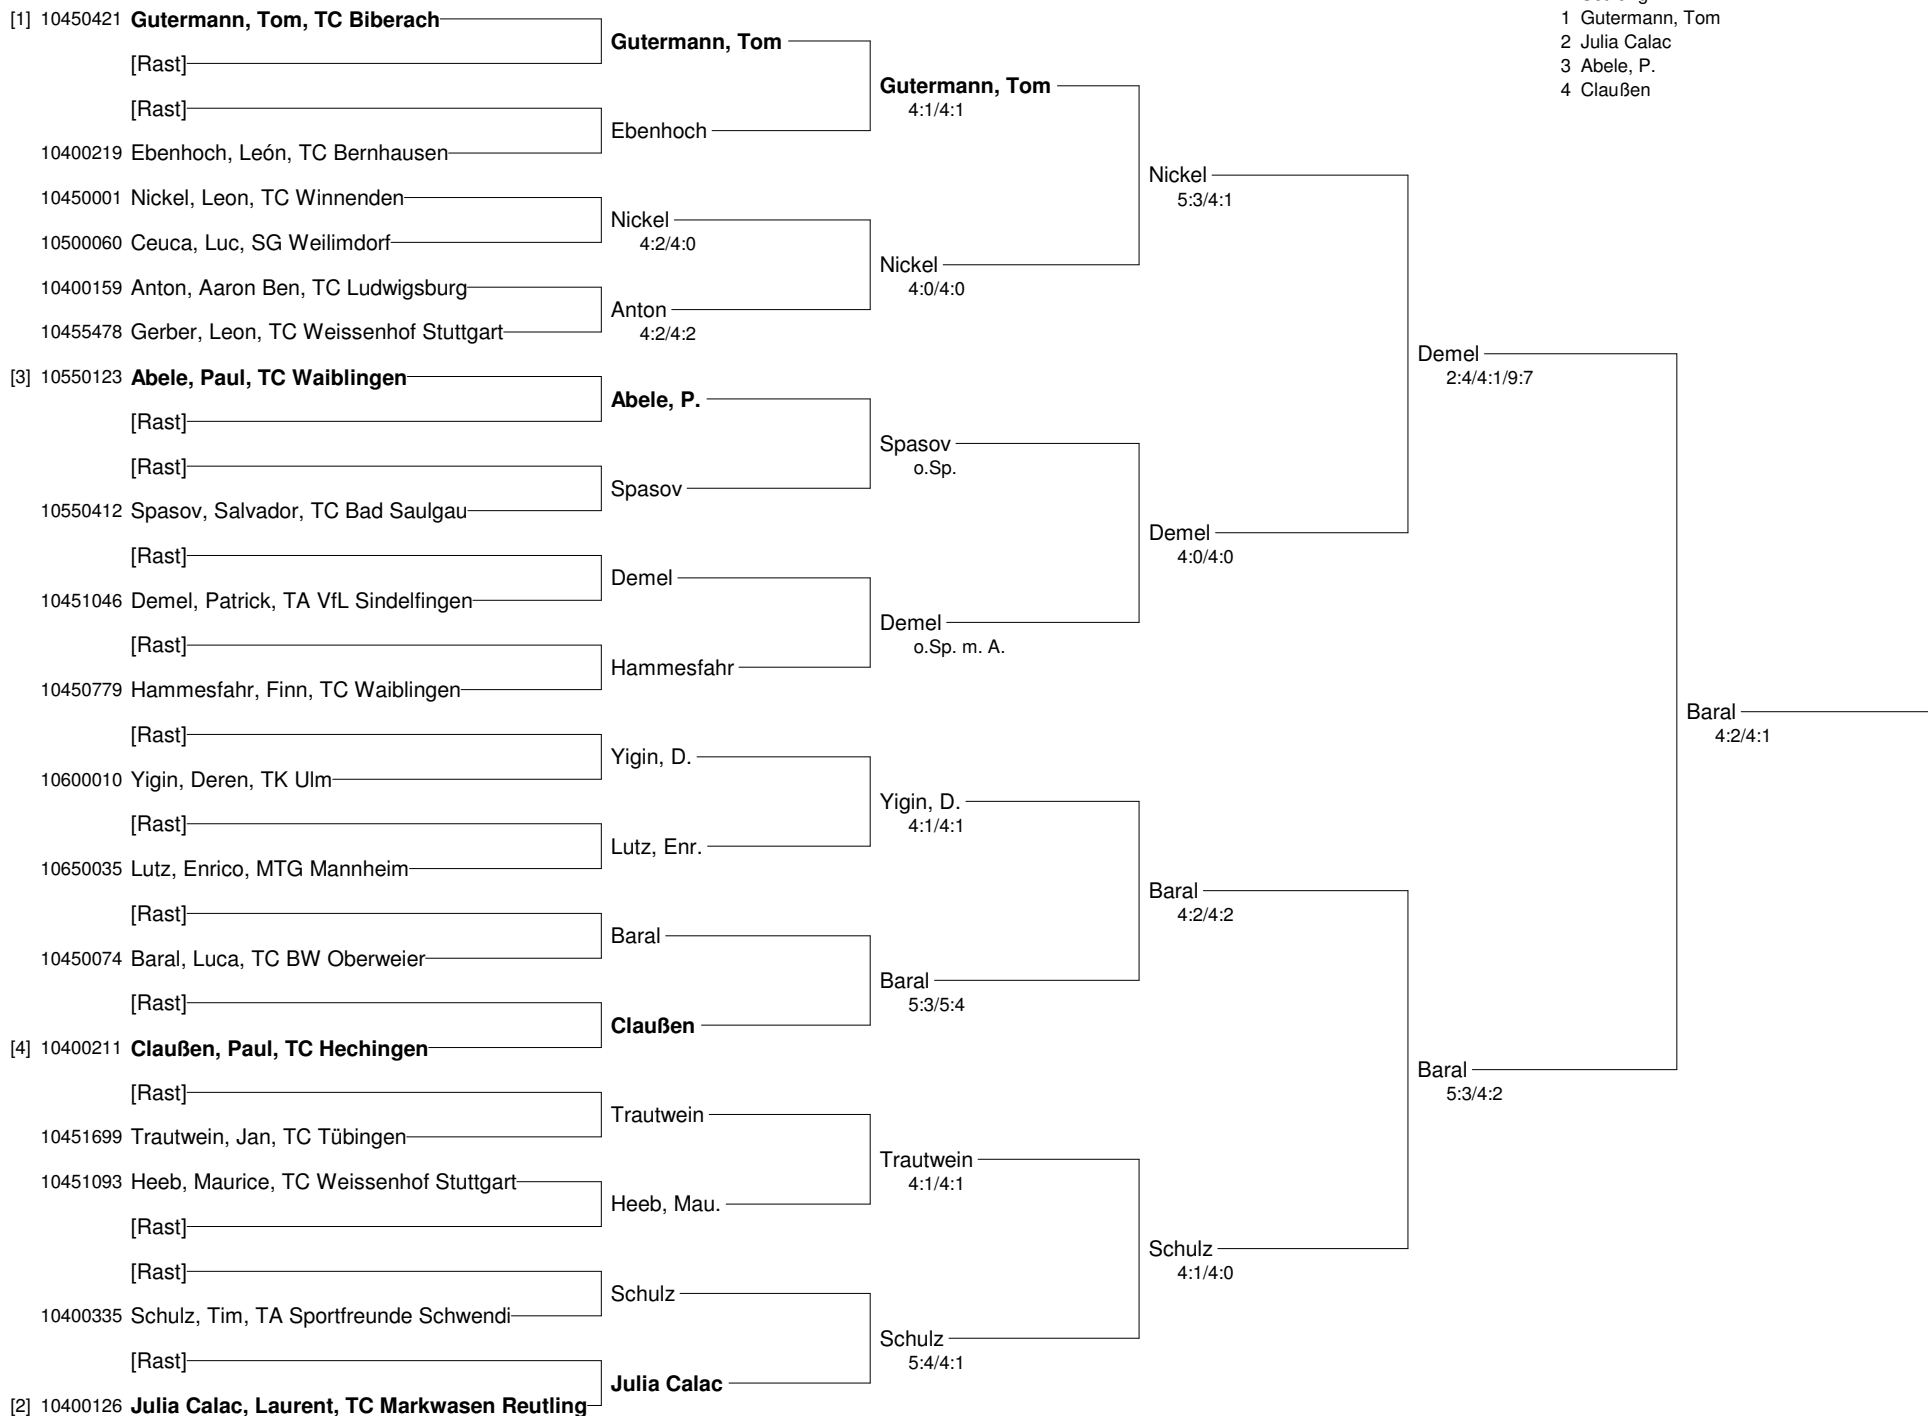 1 Gutermann, Tom
2 Julia Calac
3 Abele, P.
4 Claußen
[1] 10450421 Gutermann, Tom, TC Biberach
[Rast]
[Rast]
10400219 Ebenhoch, León, TC Bernhausen
10450001 Nickel, Leon, TC Winnenden
10500060 Ceuca, Luc, SG Weilimdorf
10400159 Anton, Aaron Ben, TC Ludwigsburg
10455478 Gerber, Leon, TC Weissenhof Stuttgart
[3] 10550123 Abele, Paul, TC Waiblingen
[Rast]
[Rast]
10550412 Spasov, Salvador, TC Bad Saulgau
[Rast]
10451046 Demel, Patrick, TA VfL Sindelfingen
[Rast]
10450779 Hammesfahr, Finn, TC Waiblingen
[Rast]
10600010 Yigin, Deren, TK Ulm
[Rast]
10650035 Lutz, Enrico, MTG Mannheim
[Rast]
10450074 Baral, Luca, TC BW Oberweier
[Rast]
[4] 10400211 Claußen, Paul, TC Hechingen
[Rast]
10451699 Trautwein, Jan, TC Tübingen
10451093 Heeb, Maurice, TC Weissenhof Stuttgart
[Rast]
[Rast]
10400335 Schulz, Tim, TA Sportfreunde Schwendi
[Rast]
[2] 10400126 Julia Calac, Laurent, TC Markwasen Reutling
Gutermann, Tom
Ebenhoch
Nickel
4:2/4:0
Anton
4:2/4:2
Abele, P.
Spasov
Demel
Hammesfahr
Yigin, D.
Lutz, Enr.
Baral
Claußen
Trautwein
Heeb, Mau.
Schulz
Julia Calac
Gutermann, Tom
4:1/4:1
Nickel
4:0/4:0
Spasov
o.Sp.
Demel
o.Sp. m. A.
Yigin, D.
4:1/4:1
Baral
5:3/5:4
Trautwein
4:1/4:1
Schulz
5:4/4:1
Nickel
5:3/4:1
Demel
4:0/4:0
Baral
4:2/4:2
Schulz
4:1/4:0
Demel
2:4/4:1/9:7
Baral
5:3/4:2
Baral
4:2/4:1